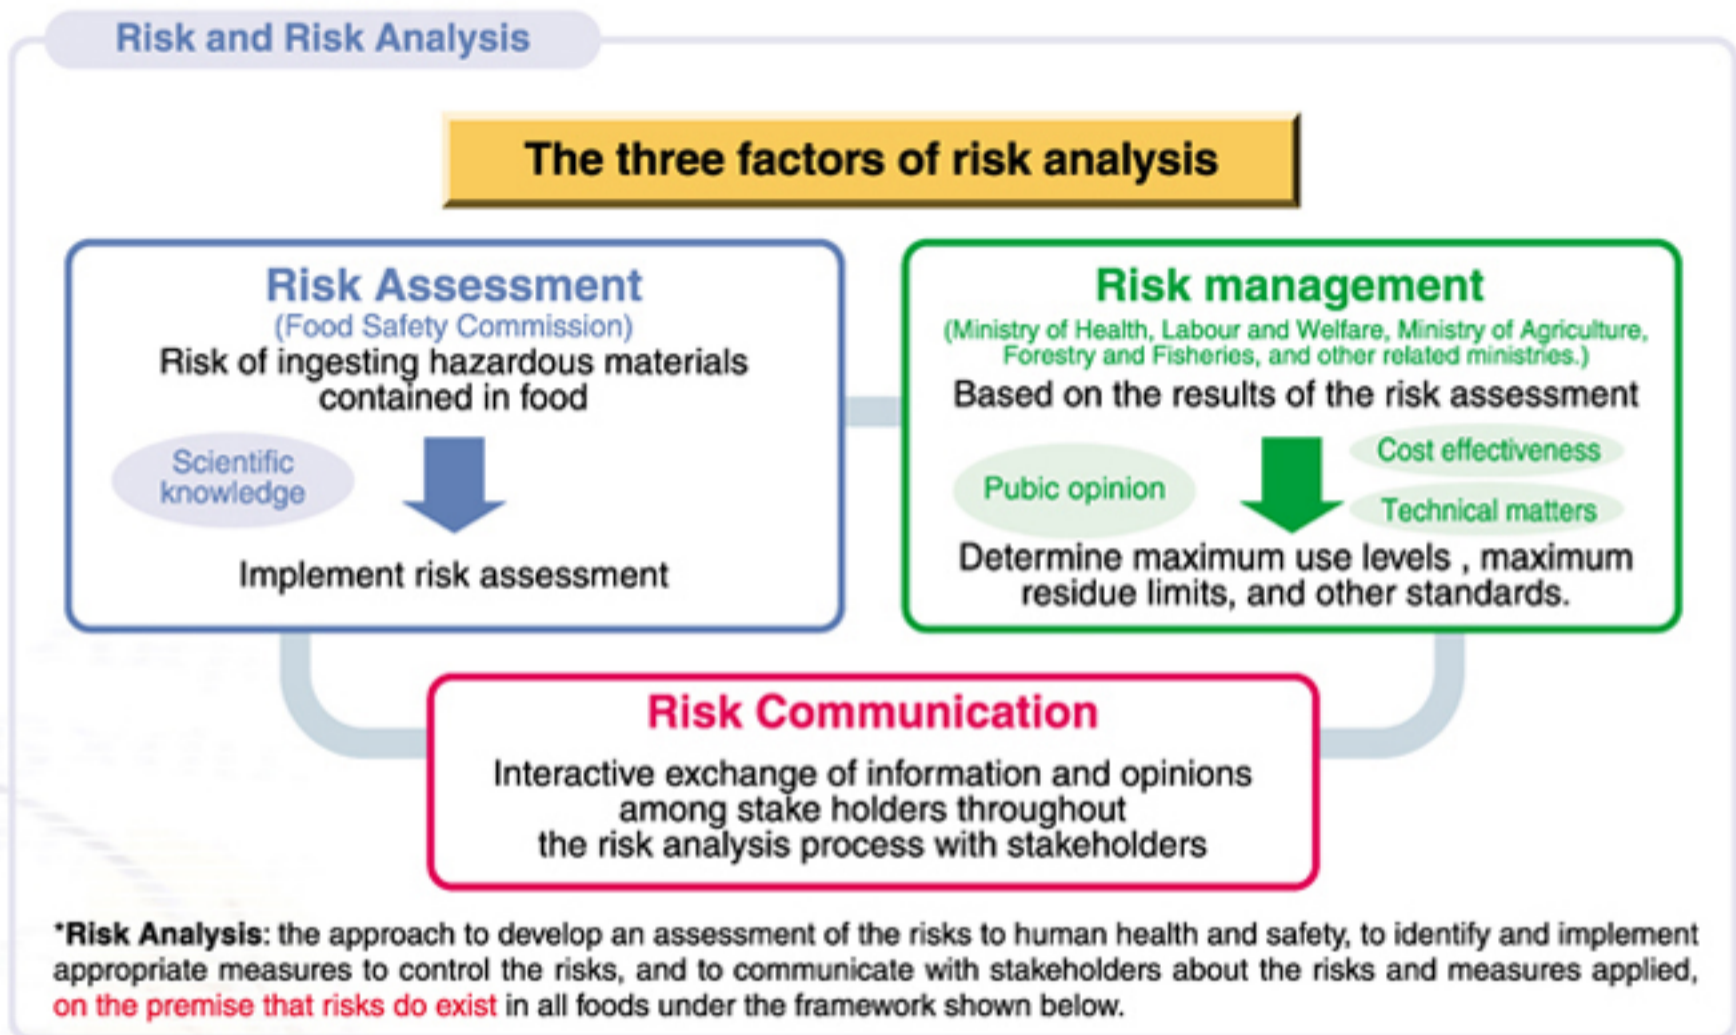 Risk and Risk Analysis
The three factors of risk analysis
Risk Assessment
(Food Safety Commission)
Risk of ingesting hazardous materials
contained in food
Scientific
knowledge
Implement risk assessment
Risk management
(Ministry of Health, Labour and Welfare, Ministry of Agriculture,
Forestry and Fisheries, and other related ministries.)
Based on the results of the risk assessment
Pubic opinion
Cost effectiveness
Technical matters
Determine maximum use levels , maximum
residue limits, and other standards.
Risk Communication
Interactive exchange of information and opinions
among stake holders throughout
the risk analysis process with stakeholders
*Risk Analysis: the approach to develop an assessment of the risks to human health and safety, to identify and implement
appropriate measures to control the risks, and to communicate with stakeholders about the risks and measures applied,
on the premise that risks do exist in all foods under the framework shown below.